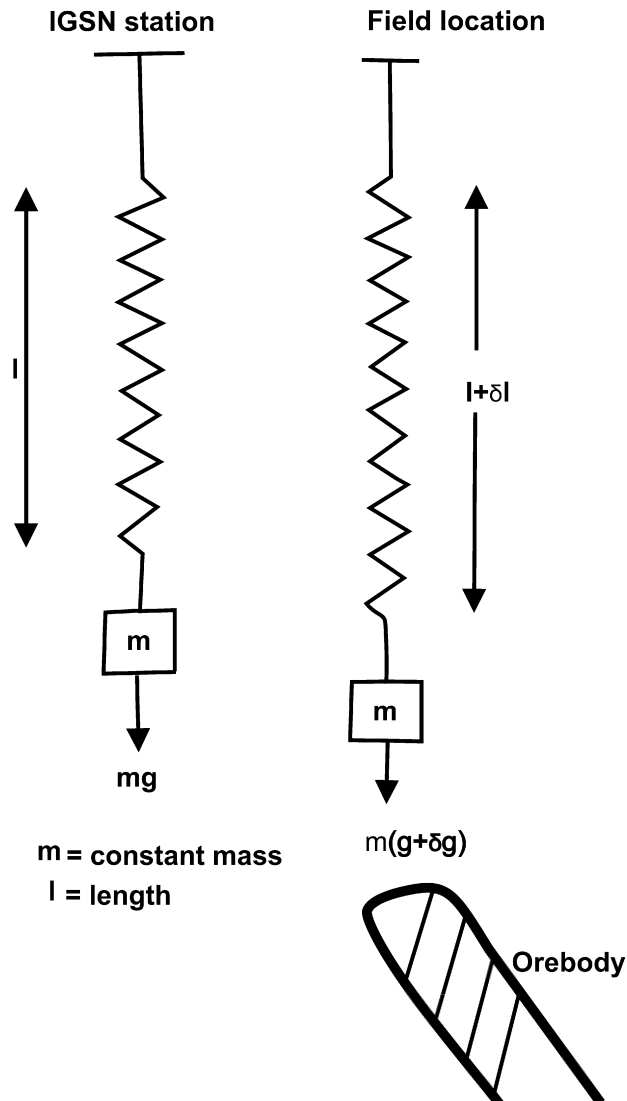 IGSN station
Field location
l
l+δl
m
m
mg
m(g+δg)
m = constant mass
l = length
Orebody